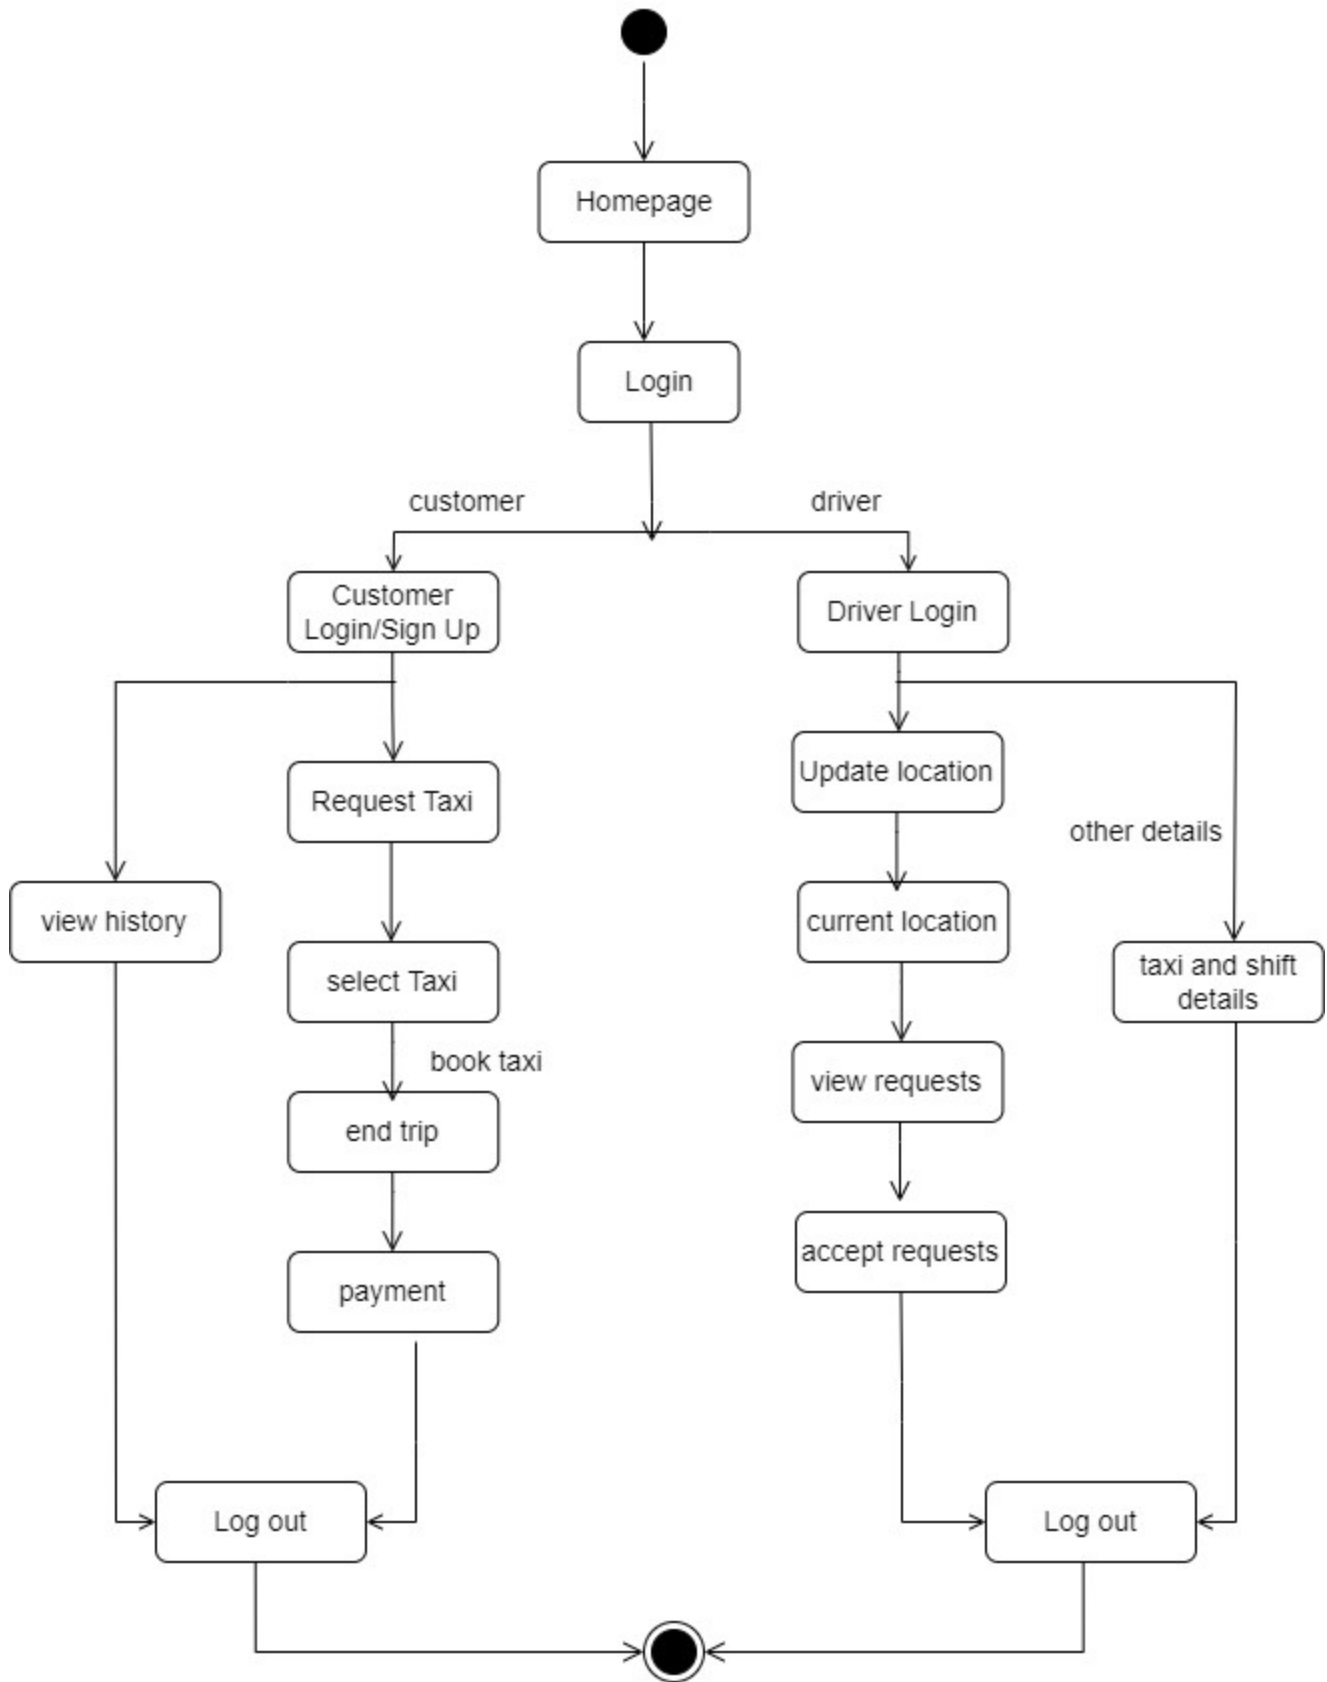 Homepage
Login
customer
driver
Customer
Login/Sign Up
Driver Login
Update location
Request Taxi
other details
view history
current location
select Taxi
taxi and shift
details
book taxi
view requests
end trip
accept requests
payment
Log out
Log out